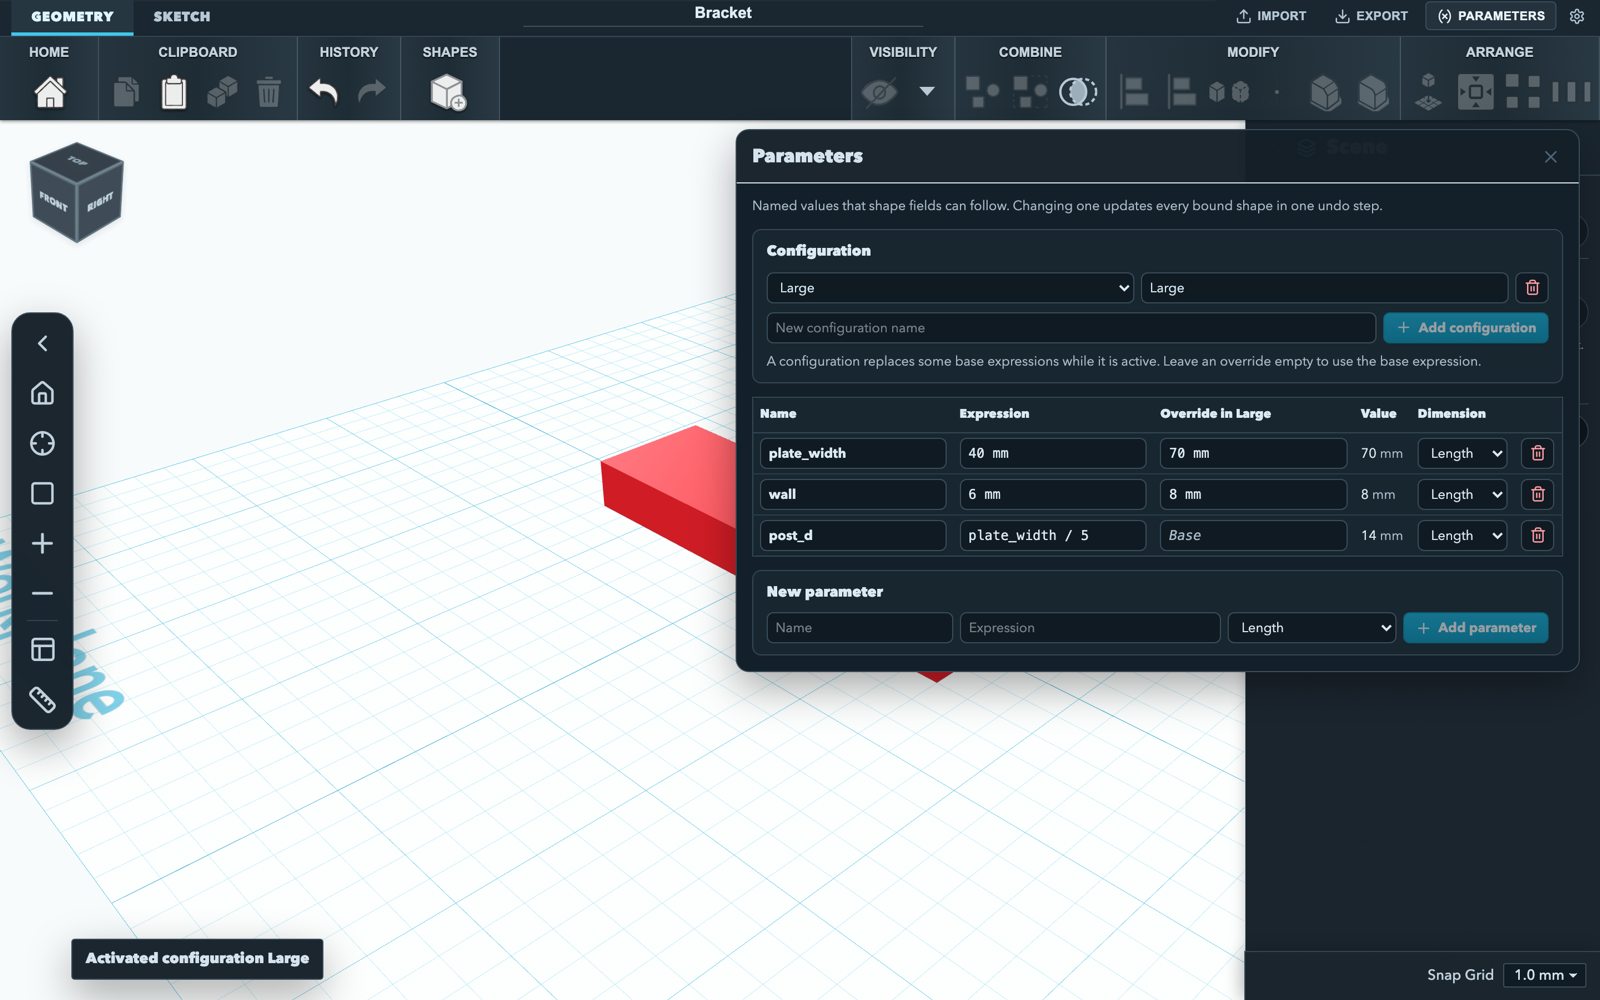 GEOMETRY
SKETCH
Bracket
IMPORT
EXPORT
(x) PARAMETERS
HOME
CLIPBOARD
HISTORY
SHAPES
VISIBILITY
COMBINE
MODIFY
ARRANGE
TOP
FRONT
RIGHT
Parameters
Scene
Named values that shape fields can follow. Changing one updates every bound shape in one undo step.
Configuration
Large
Large
New configuration name
+ Add configuration
A configuration replaces some base expressions while it is active. Leave an override empty to use the base expression.
Name Expression Override in Large Value Dimension
plate_width 40 mm 70 mm 70 mm Length
wall 6 mm 8 mm 8 mm Length
post_d plate_width / 5 Base 14 mm Length
New parameter
Name Expression Length + Add parameter
Activated configuration Large
Snap Grid 1.0 mm